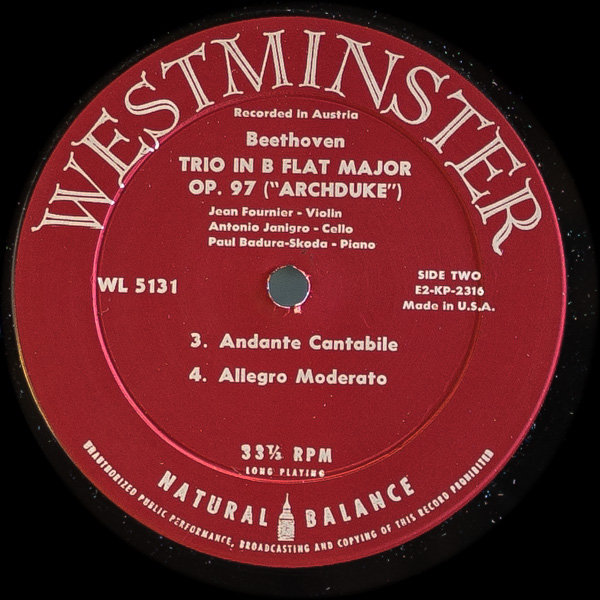 WESTMINSTER
Recorded in Austria
Beethoven
TRIO IN B FLAT MAJOR
OP. 97 ("ARCHDUKE")
Jean Fournier - Violin
Antonio Janigro - Cello
Paul Badura-Skoda - Piano
WL 5131
SIDE TWO
E2-KP-2316
Made in U.S.A.
3. Andante Cantabile
4. Allegro Moderato
33⅓ RPM
LONG PLAYING
NATURAL BALANCE
UNAUTHORIZED PUBLIC PERFORMANCE, BROADCASTING AND COPYING OF THIS RECORD PROHIBITED